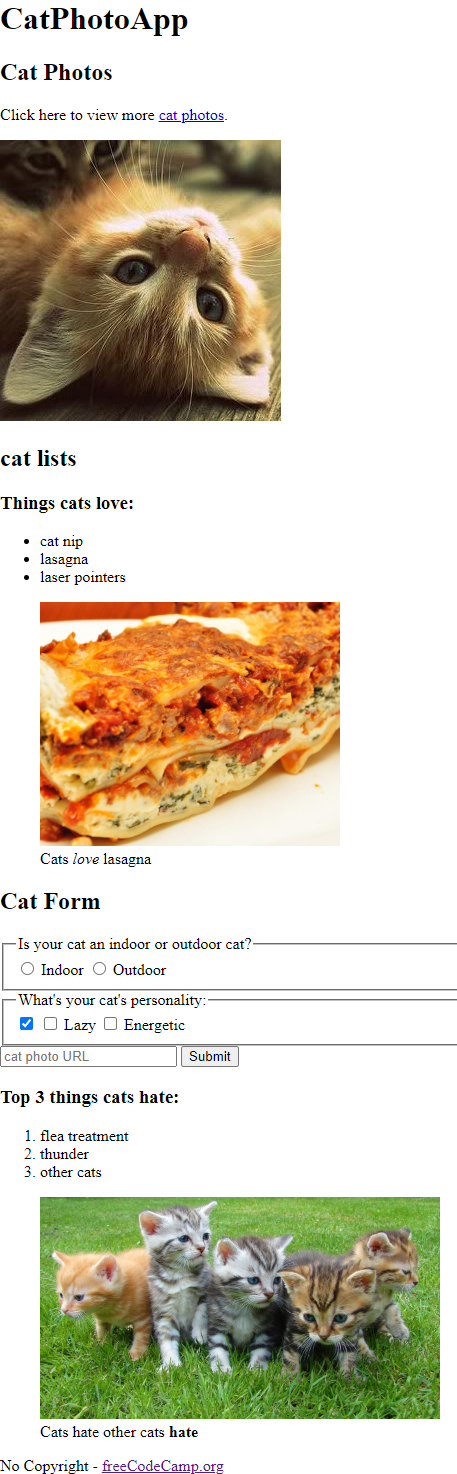 CatPhotoApp
Cat Photos
Click here to view more cat photos.
cat lists
Things cats love:
cat nip
lasagna
laser pointers
Cats love lasagna
Cat Form
Is your cat an indoor or outdoor cat?
Indoor Outdoor
What's your cat's personality:
Lazy Energetic
cat photo URL Submit
Top 3 things cats hate:
1. flea treatment
2. thunder
3. other cats
Cats hate other cats hate
No Copyright - freeCodeCamp.org